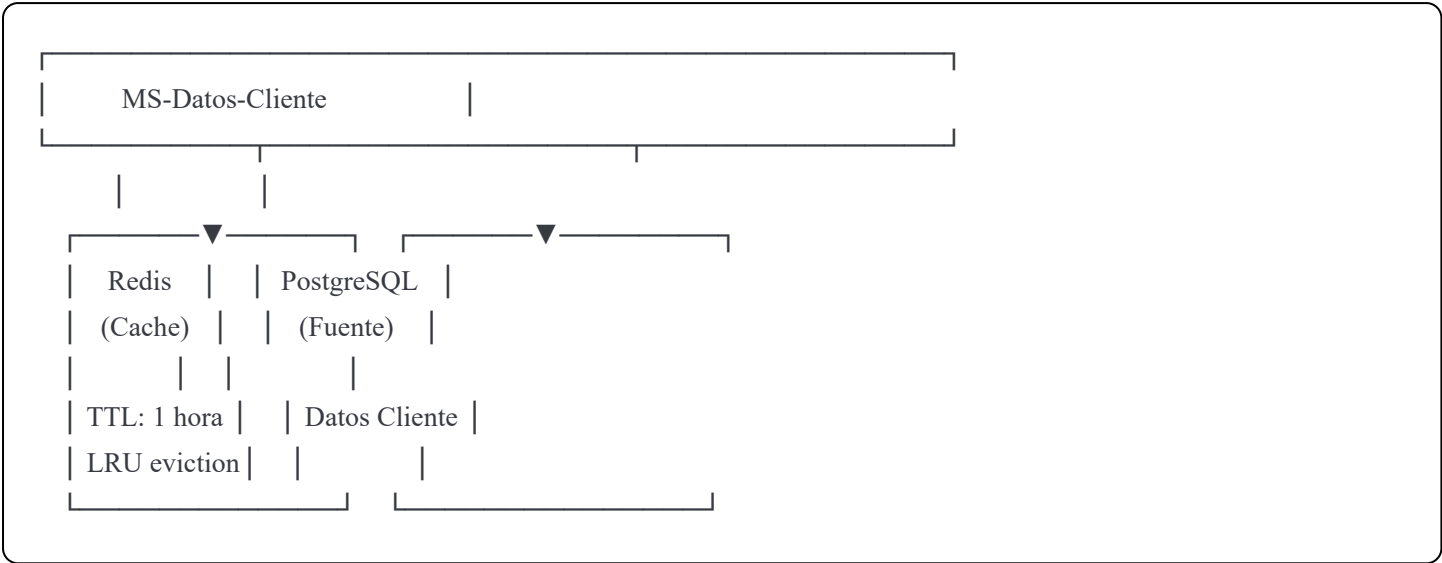 MS-Datos-Cliente
Redis PostgreSQL
(Cache) (Fuente)
TTL: 1 hora Datos Cliente
LRU eviction